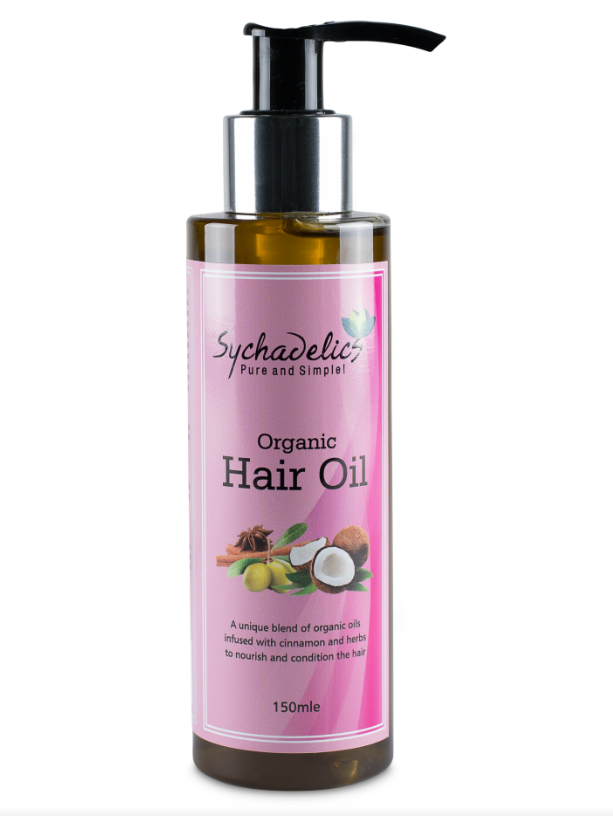 Sychadelics
Pure and Simple!
Organic
Hair Oil
A unique blend of organic oils
infused with cinnamon and herbs
to nourish and condition the hair
150mle